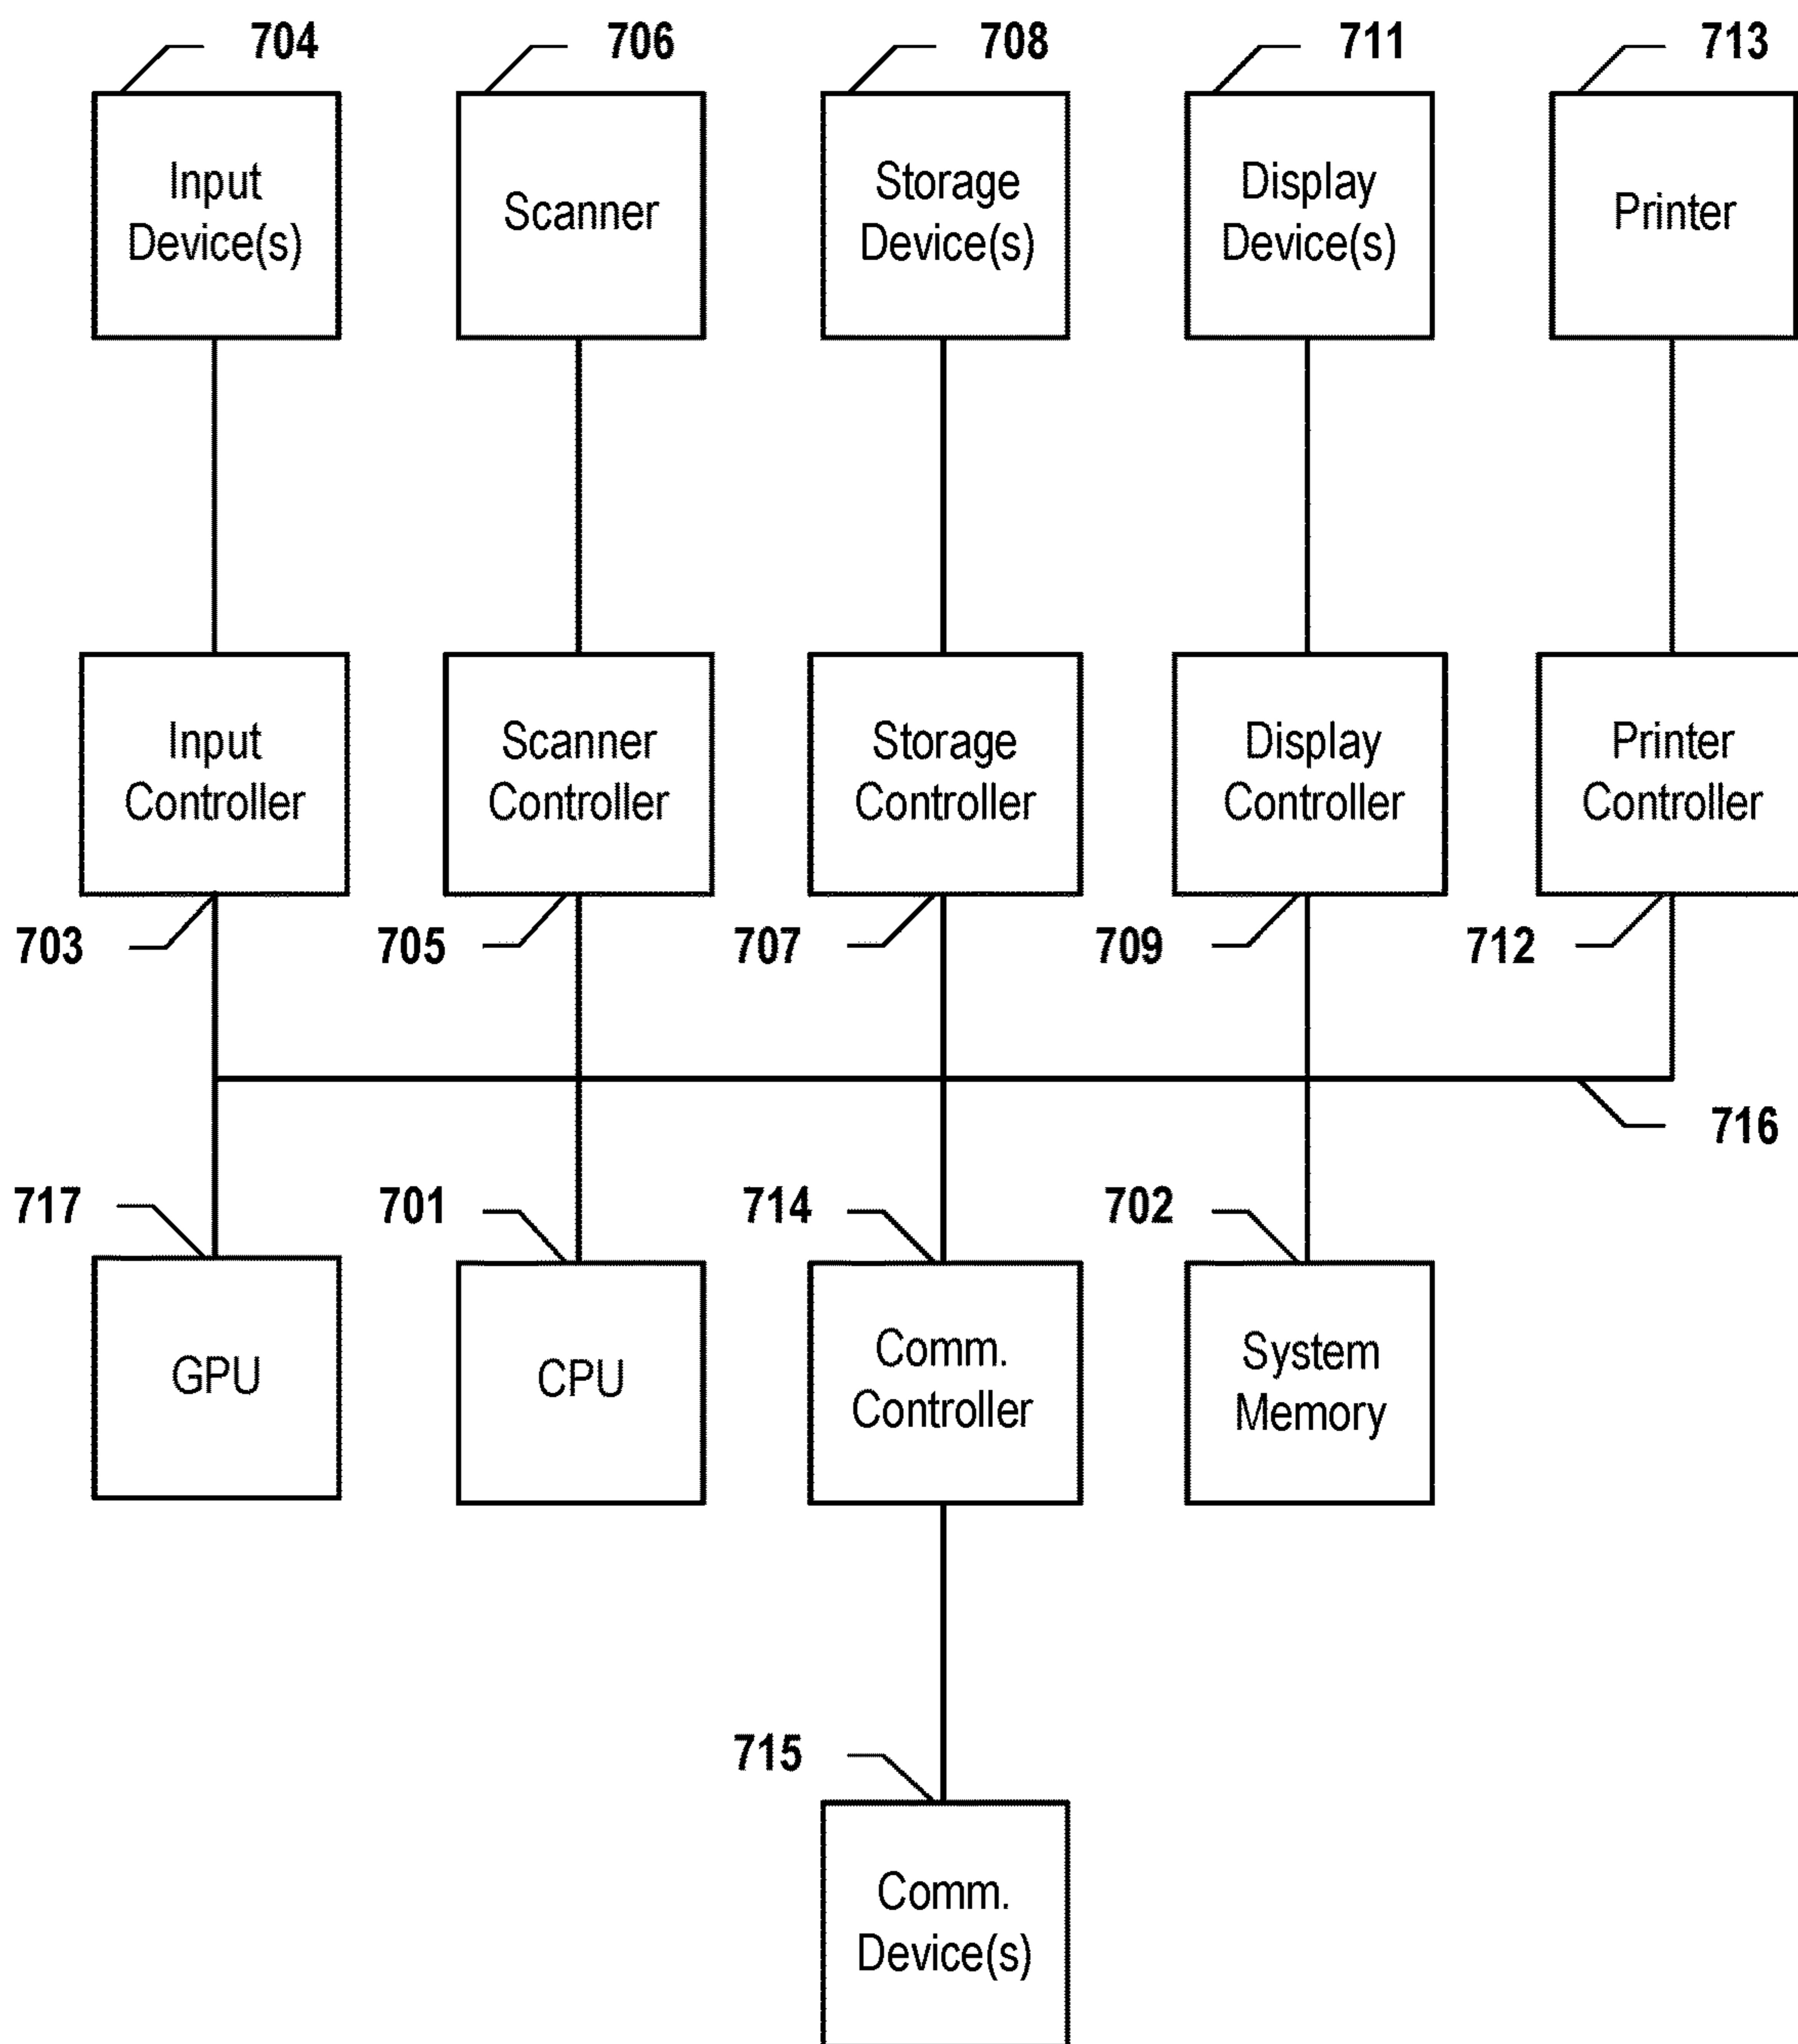 704 706 708 711 713
Input
Device(s)
Scanner
Storage
Device(s)
Display
Device(s)
Printer
Input
Controller
Scanner
Controller
Storage
Controller
Display
Controller
Printer
Controller
703 705 707 709 712
716
717 701 714 702
GPU
CPU
Comm.
Controller
System
Memory
715
Comm.
Device(s)